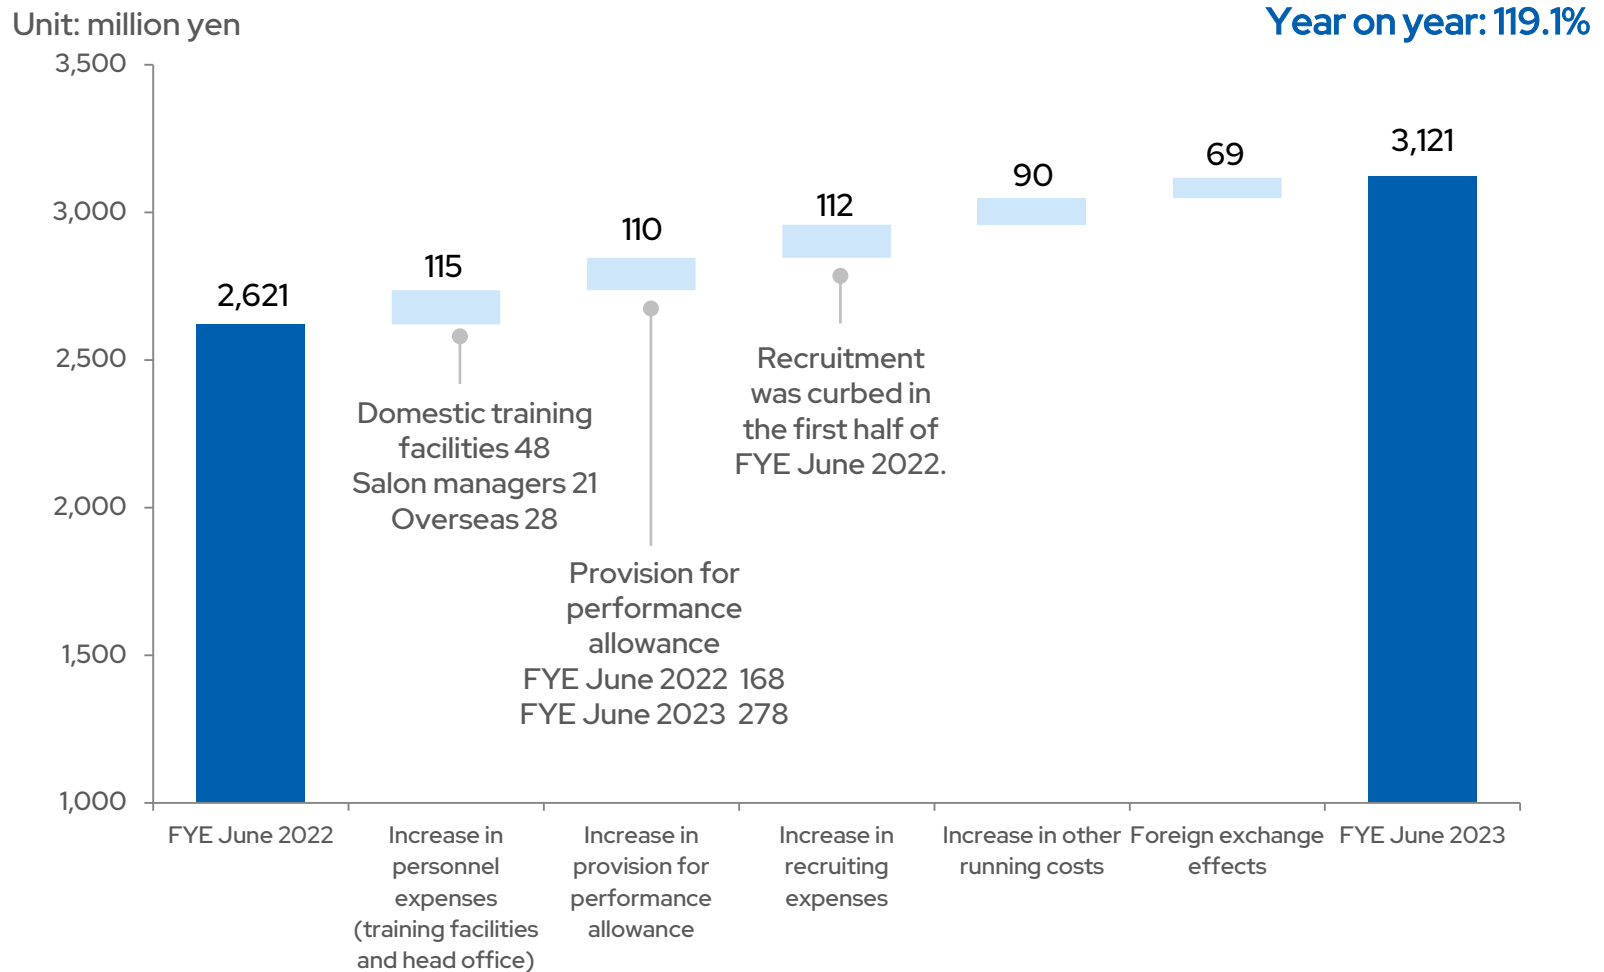 Unit: million yen
Year on year: 119.1%
3,500
3,000
2,500
2,000
1,500
1,000
2,621
115
110
112
90
69
3,121
Domestic training
facilities 48
Salon managers 21
Overseas 28
Provision for
performance
allowance
FYE June 2022 168
FYE June 2023 278
Recruitment
was curbed in
the first half of
FYE June 2022.
FYE June 2022
Increase in
personnel
expenses
(training facilities
and head office)
Increase in
provision for
performance
allowance
Increase in
recruiting
expenses
Increase in other
running costs
Foreign exchange
effects
FYE June 2023